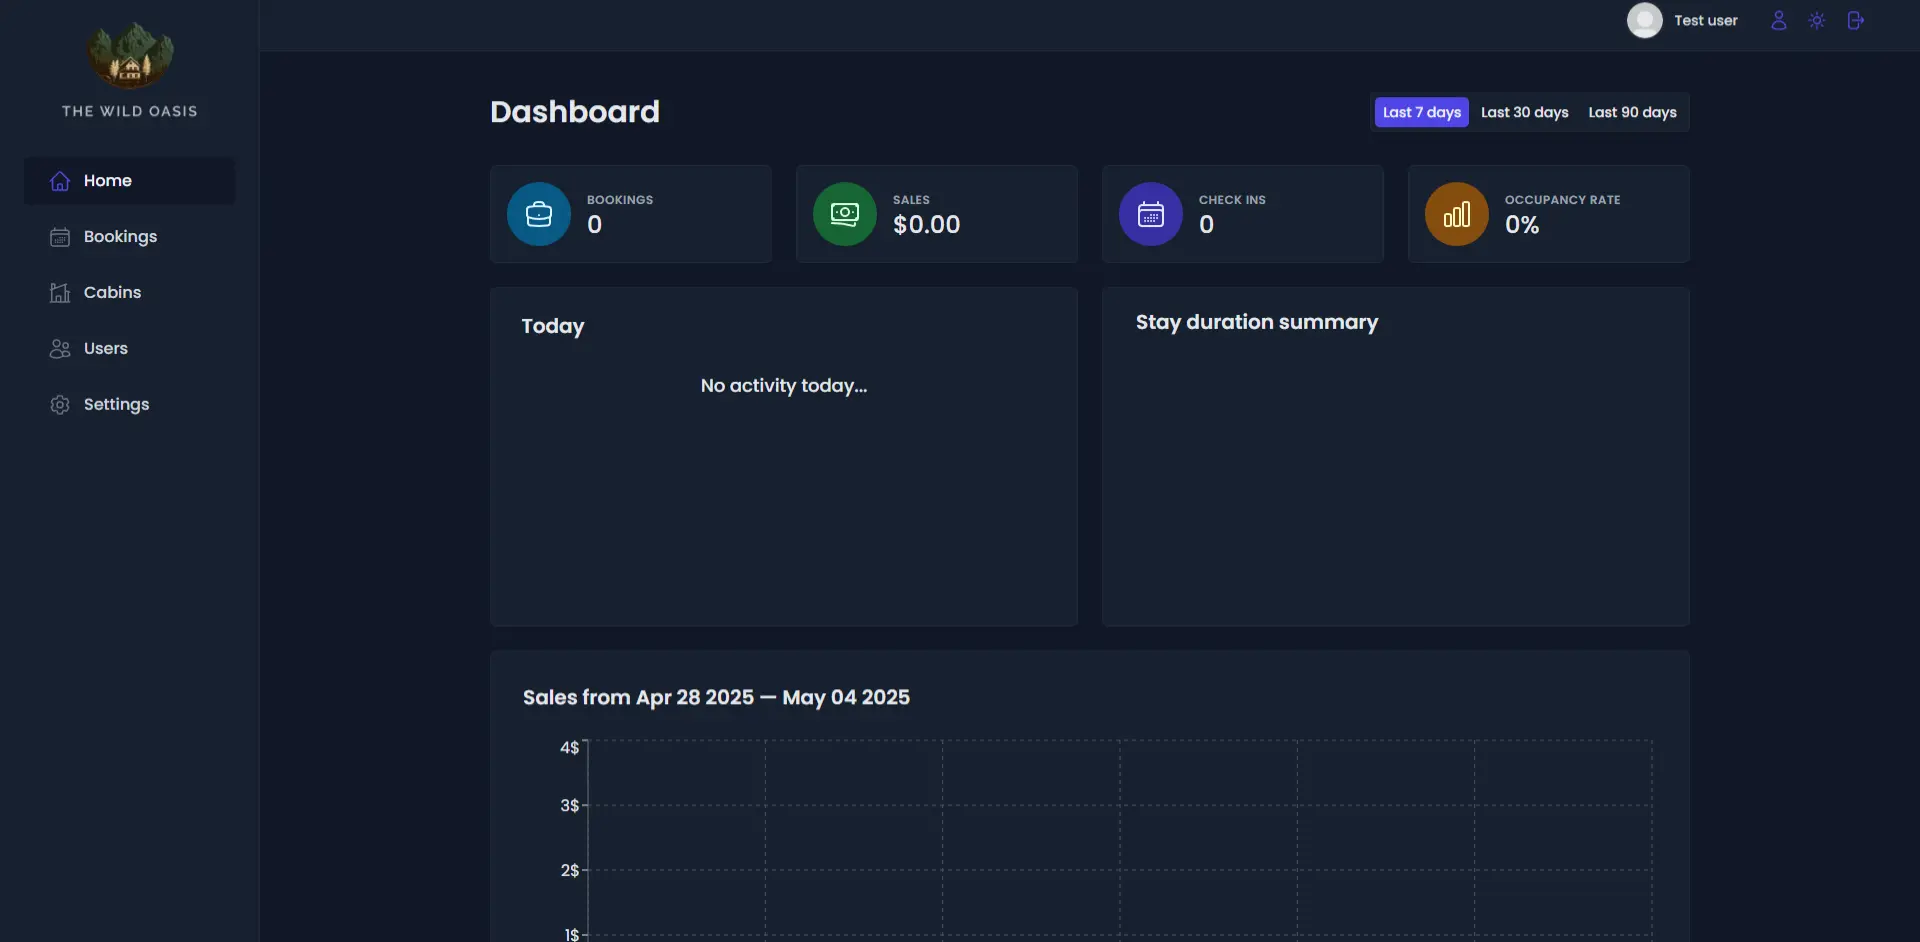 Test user
THE WILD OASIS
Home
Bookings
Cabins
Users
Settings
Dashboard
Last 7 days Last 30 days Last 90 days
BOOKINGS
0
SALES
$0.00
CHECK INS
0
OCCUPANCY RATE
0%
Today
No activity today...
Stay duration summary
Sales from Apr 28 2025 — May 04 2025
4$
3$
2$
1$